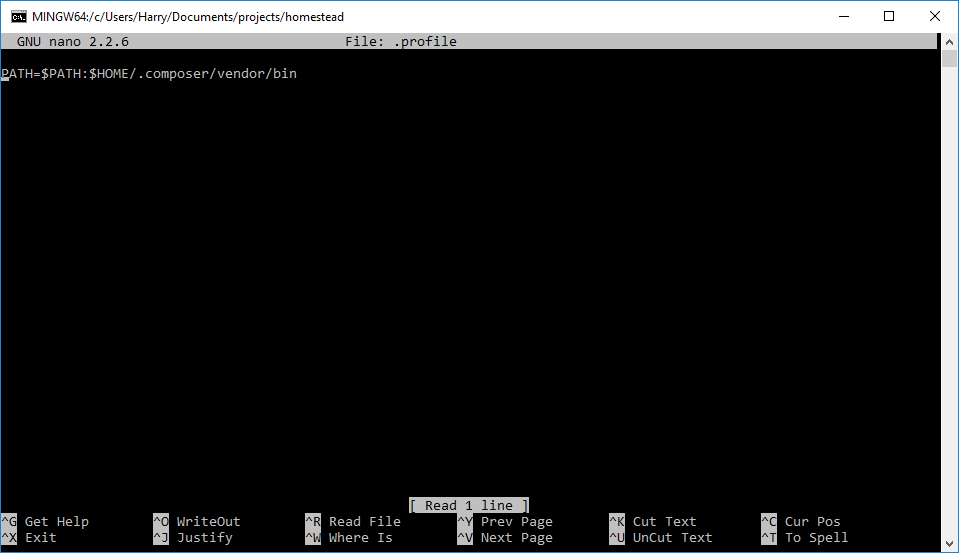 MINGW64:/c/Users/Harry/Documents/projects/homestead
GNU nano 2.2.6 File: .profile
PATH=$PATH:$HOME/.composer/vendor/bin
[ Read 1 line ]
^G Get Help ^O WriteOut ^R Read File ^Y Prev Page ^K Cut Text ^C Cur Pos
^X Exit ^J Justify ^W Where Is ^V Next Page ^U UnCut Text ^T To Spell